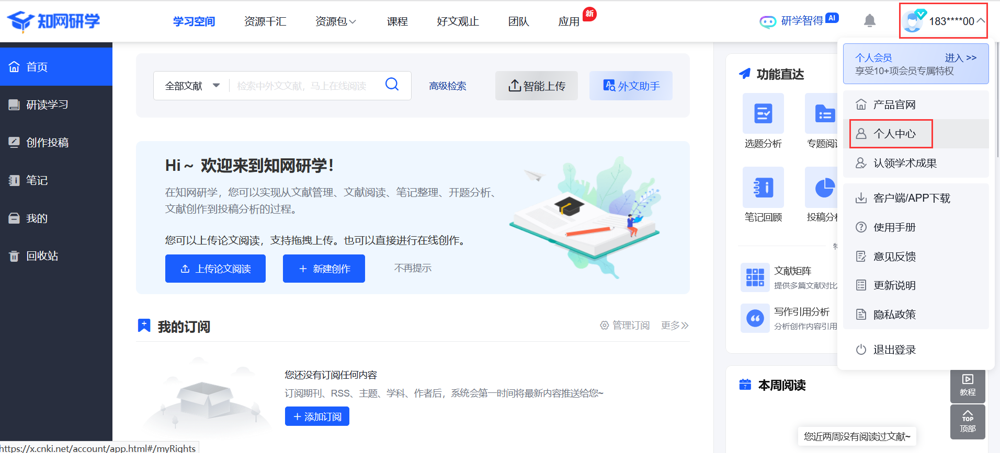 知网研学
学习空间
资源干汇
资源包
课程
好文观止
团队
应用
新
研学智得
AI
183****00
首页
研读学习
创作投稿
笔记
我的
回收站
全部文献
检索中外文文献，马上在线阅读
高级检索
智能上传
外文助手
Hi～ 欢迎来到知网研学！
在知网研学，您可以实现从文献管理、文献阅读、笔记整理、开题分析、
文献创作到投稿分析的过程。
您可以上传论文阅读，支持拖拽上传。也可以直接进行在线创作。
上传论文阅读
新建创作
不再提示
我的订阅
管理订阅
更多
您还没有订阅任何内容
订阅期刊、RSS、主题、学科、作者后，系统会第一时间将最新内容推送给您~
添加订阅
功能直达
选题分析
专题阅
笔记回顾
投稿分
文献矩阵
提供多篇文献对比
写作引用分析
分析创作内容引用
本周阅读
7
您近两周没有阅读过文献~
个人会员
进入 >>
享受10+项会员专属特权
产品官网
个人中心
认领学术成果
客户端/APP下载
使用手册
意见反馈
更新说明
隐私政策
退出登录
教程
TOP
顶部
https://x.cnki.net/account/app.html#/myRights